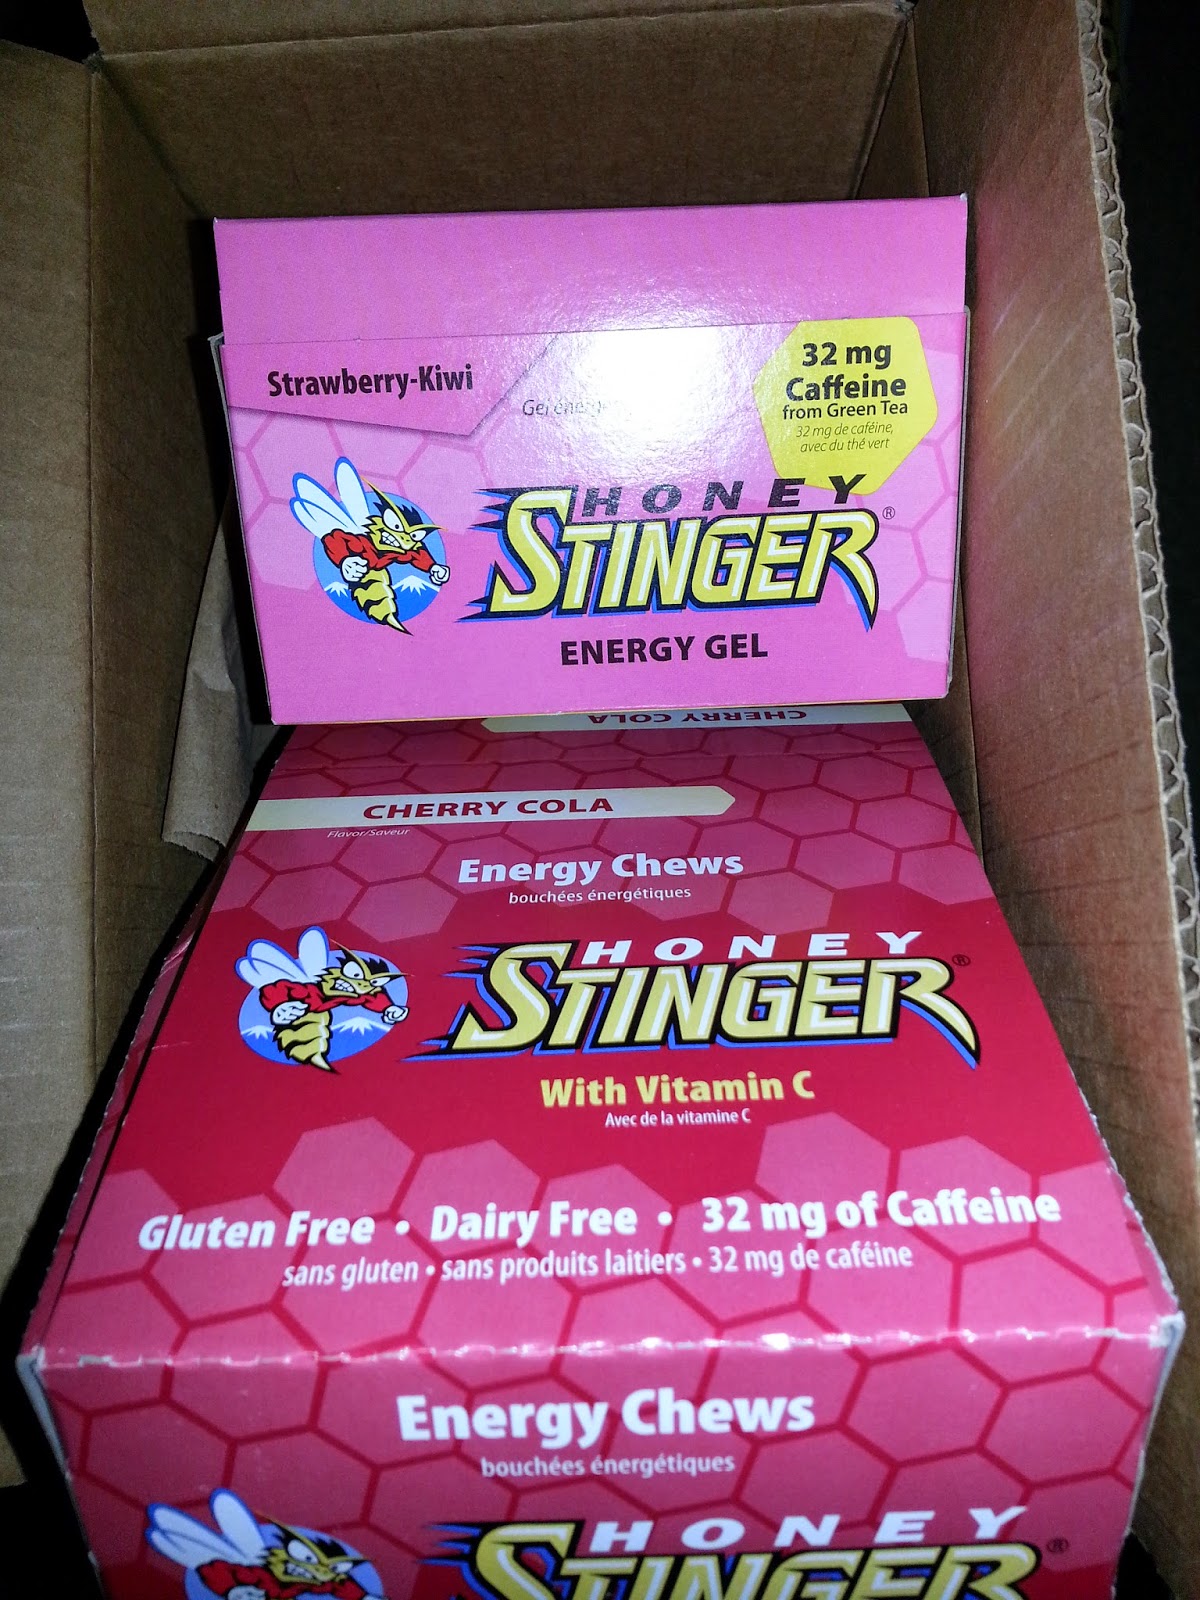 Strawberry-Kiwi
32 mg
Caffeine
from Green Tea
32 mg de caféine,
avec du thé vert
HONEY
STINGER®
ENERGY GEL
CHERRY COLA
CHERRY COLA
Flavor/Saveur
Energy Chews
bouchées énergétiques
HONEY
STINGER®
With Vitamin C
Avec de la vitamine C
Gluten Free • Dairy Free • 32 mg of Caffeine
sans gluten • sans produits laitiers • 32 mg de caféine
Energy Chews
bouchées énergétiques
HONEY
STINGER®